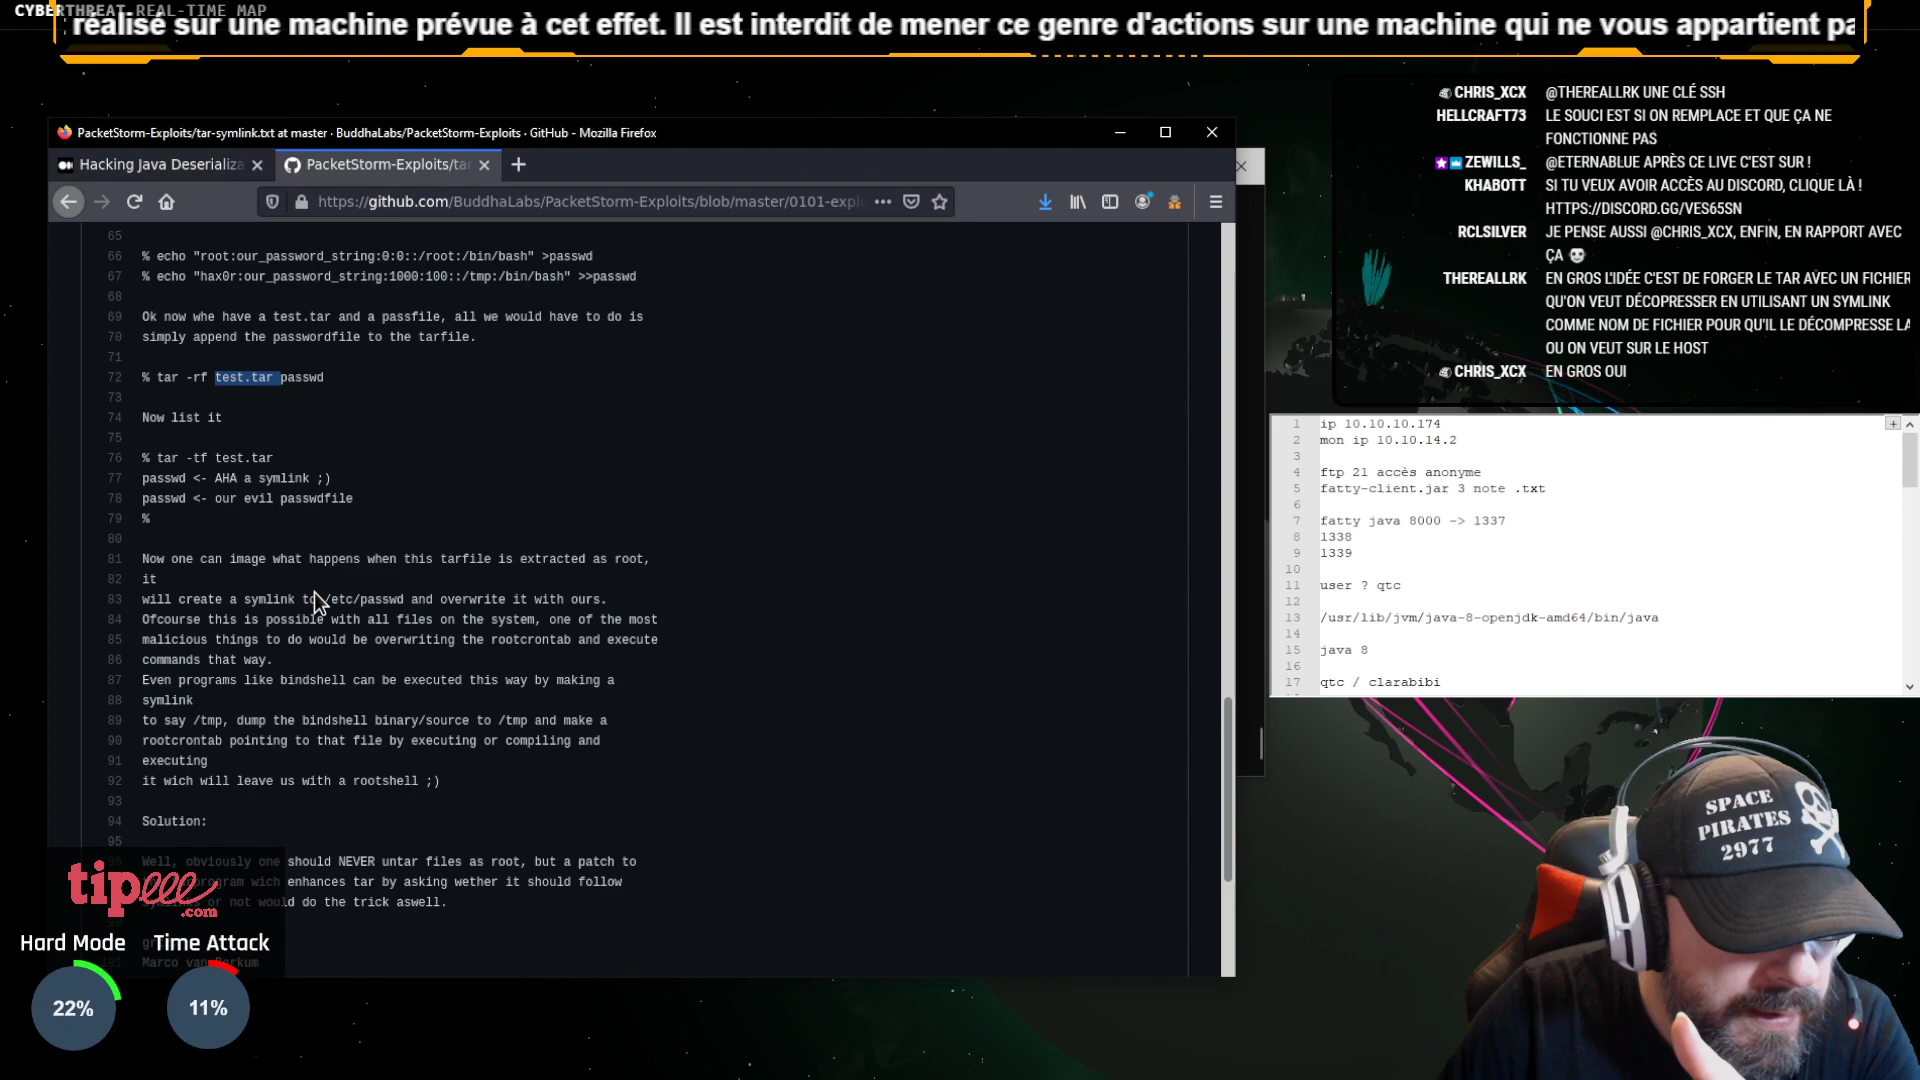 CYBERTHREAT REAL-TIME MAP
réalisé sur une machine prévue à cet effet. Il est interdit de mener ce genre d'actions sur une machine qui ne vous appartient pa
PacketStorm-Exploits/tar-symlink.txt at master · BuddhaLabs/PacketStorm-Exploits · GitHub - Mozilla Firefox
Hacking Java Deserializa
PacketStorm-Exploits/tar
https://github.com/BuddhaLabs/PacketStorm-Exploits/blob/master/0101-expl
65
66 % echo "root:our_password_string:0:0::/root:/bin/bash" >passwd
67 % echo "hax0r:our_password_string:1000:100::/tmp:/bin/bash" >>passwd
68
69 Ok now whe have a test.tar and a passfile, all we would have to do is
70 simply append the passwordfile to the tarfile.
71
72 % tar -rf test.tar passwd
73
74 Now list it
75
76 % tar -tf test.tar
77 passwd <- AHA a symlink ;)
78 passwd <- our evil passwdfile
79 %
80
81 Now one can image what happens when this tarfile is extracted as root,
82 it
83 will create a symlink to /etc/passwd and overwrite it with ours.
84 Ofcourse this is possible with all files on the system, one of the most
85 malicious things to do would be overwriting the rootcrontab and execute
86 commands that way.
87 Even programs like bindshell can be executed this way by making a
88 symlink
89 to say /tmp, dump the bindshell binary/source to /tmp and make a
90 rootcrontab pointing to that file by executing or compiling and
91 executing
92 it wich will leave us with a rootshell ;)
93
94 Solution:
95
Well, obviously one should NEVER untar files as root, but a patch to
wich enhances tar by asking wether it should follow
or not would do the trick aswell.
Marco van
tipeee
.com
Hard Mode
Time Attack
22%
11%
CHRIS_XCX @THEREALLRK UNE CLÉ SSH
HELLCRAFT73 LE SOUCI EST SI ON REMPLACE ET QUE ÇA NE
FONCTIONNE PAS
ZEWILLS_ @ETERNABLUE APRÈS CE LIVE C'EST SUR !
KHABOTT SI TU VEUX AVOIR ACCÈS AU DISCORD, CLIQUE LÀ !
HTTPS://DISCORD.GG/VES65SN
RCLSILVER JE PENSE AUSSI @CHRIS_XCX, ENFIN, EN RAPPORT AVEC
ÇA
THEREALLRK EN GROS L'IDÉE C'EST DE FORGER LE TAR AVEC UN FICHIER
QU'ON VEUT DÉCOPRESSER EN UTILISANT UN SYMLINK
COMME NOM DE FICHIER POUR QU'IL LE DÉCOMPRESSE LA
OU ON VEUT SUR LE HOST
CHRIS_XCX EN GROS OUI
1 ip 10.10.10.174
2 mon ip 10.10.14.2
3
4 ftp 21 accès anonyme
5 fatty-client.jar 3 note .txt
6
7 fatty java 8000 -> 1337
8 1338
9 1339
10
11 user ? qtc
12
13 /usr/lib/jvm/java-8-openjdk-amd64/bin/java
14
15 java 8
16
17 qtc / clarabibi
SPACE
PIRATES
2977